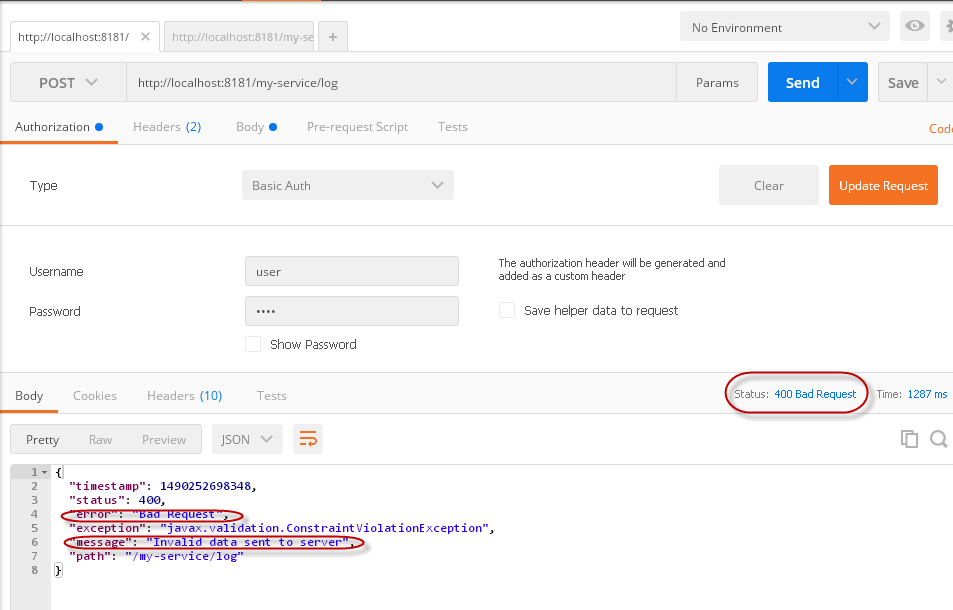 http://localhost:8181/ http://localhost:8181/my-se +
No Environment
POST http://localhost:8181/my-service/log Params Send Save
Authorization Headers (2) Body Pre-request Script Tests Code
Type Basic Auth Clear Update Request
Username user The authorization header will be generated and
added as a custom header
Password •••• Save helper data to request
Show Password
Body Cookies Headers (10) Tests Status: 400 Bad Request Time: 1287 ms
Pretty Raw Preview JSON
1 {
2 "timestamp": 1490252698348,
3 "status": 400,
4 "error": "Bad Request",
5 "exception": "javax.validation.ConstraintViolationException",
6 "message": "Invalid data sent to server",
7 "path": "/my-service/log"
8 }